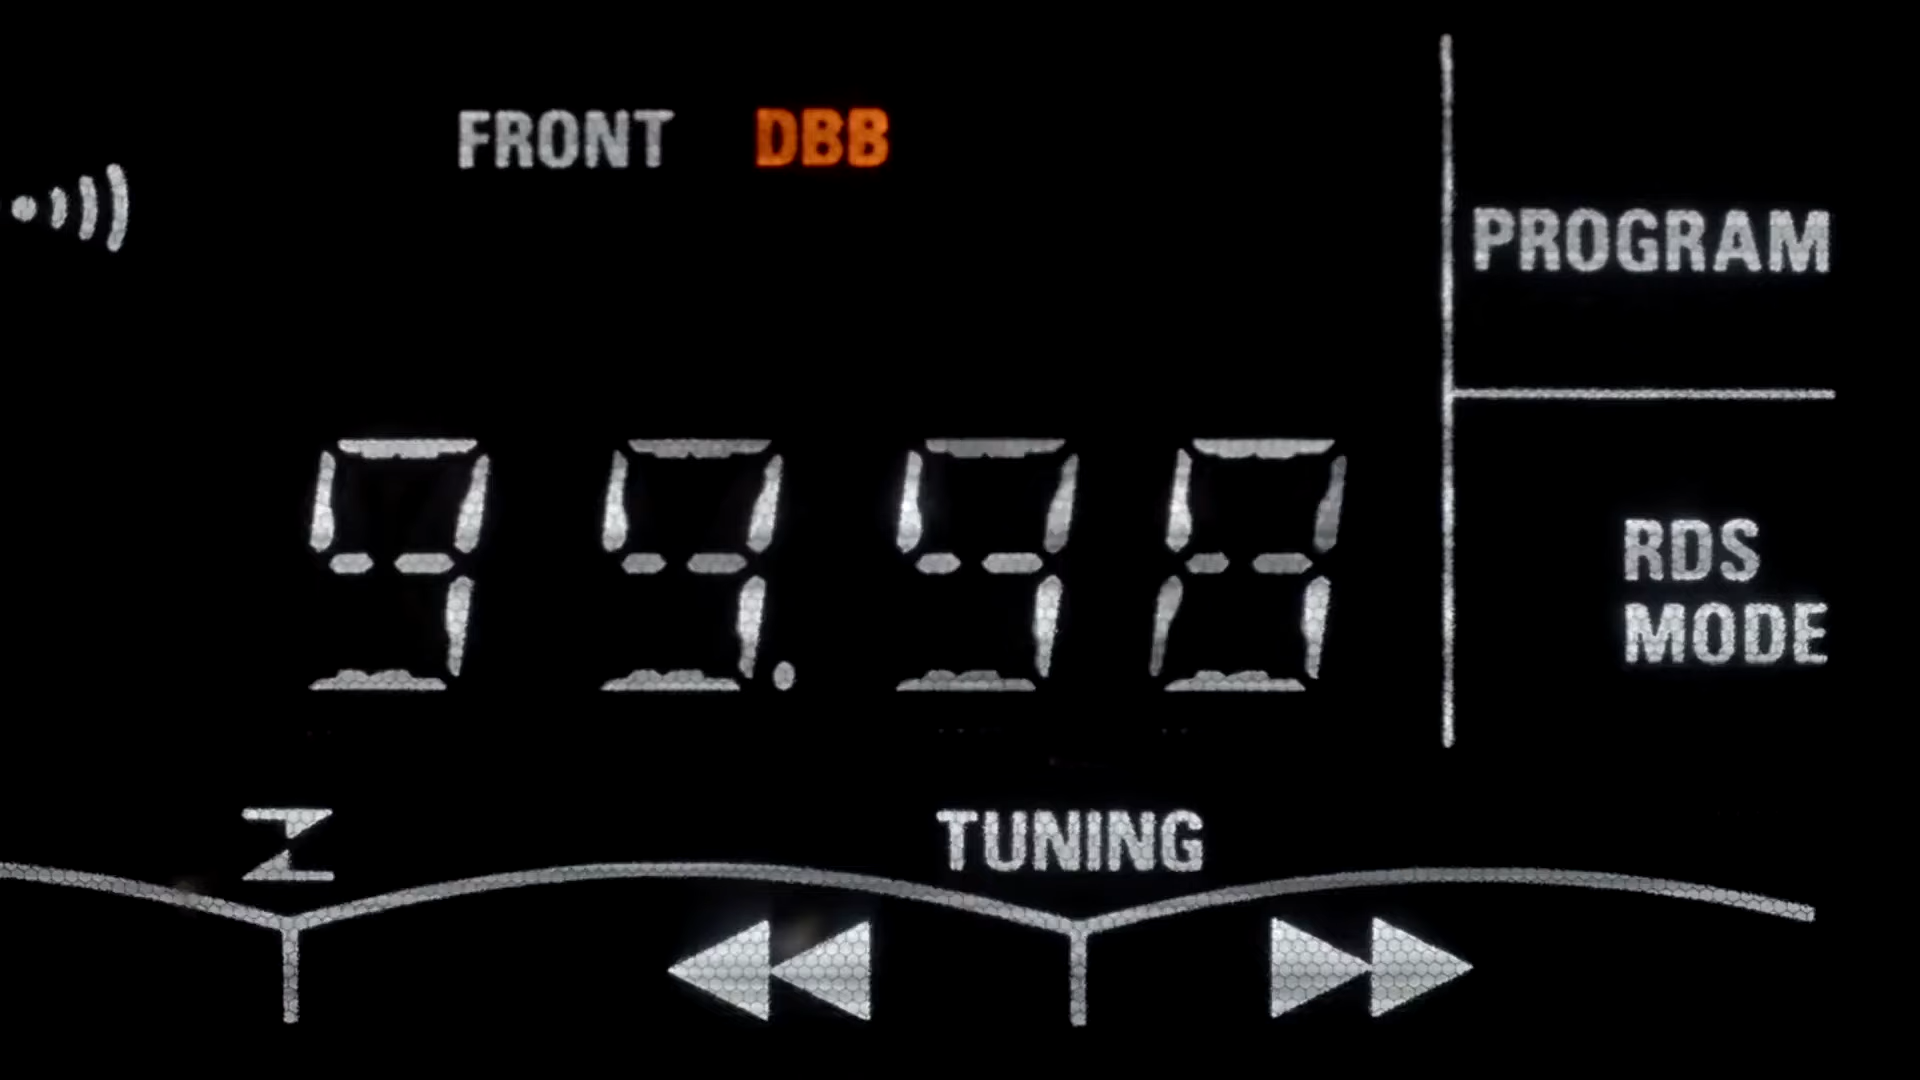 FRONT DBB
PROGRAM
99.98
RDS
MODE
TUNING